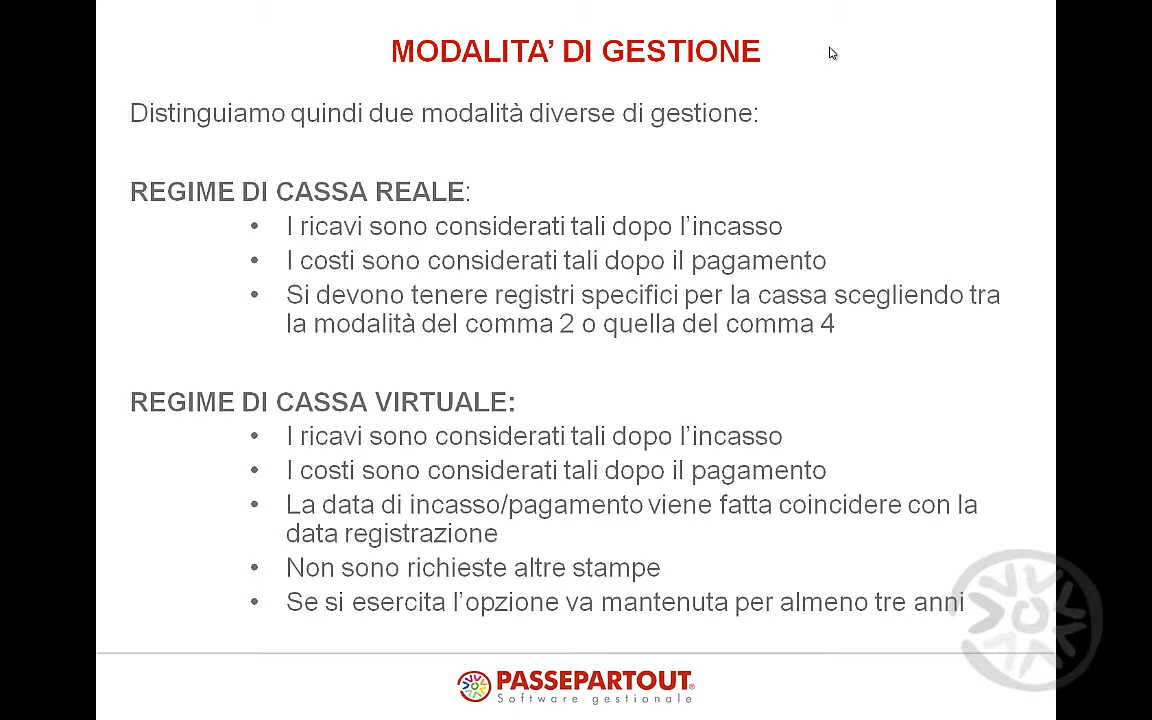 MODALITA’ DI GESTIONE
Distinguiamo quindi due modalità diverse di gestione:
REGIME DI CASSA REALE:
• I ricavi sono considerati tali dopo l’incasso
• I costi sono considerati tali dopo il pagamento
• Si devono tenere registri specifici per la cassa scegliendo tra
la modalità del comma 2 o quella del comma 4
REGIME DI CASSA VIRTUALE:
• I ricavi sono considerati tali dopo l’incasso
• I costi sono considerati tali dopo il pagamento
• La data di incasso/pagamento viene fatta coincidere con la
data registrazione
• Non sono richieste altre stampe
• Se si esercita l’opzione va mantenuta per almeno tre anni
PASSEPARTOUT®
Software gestionale